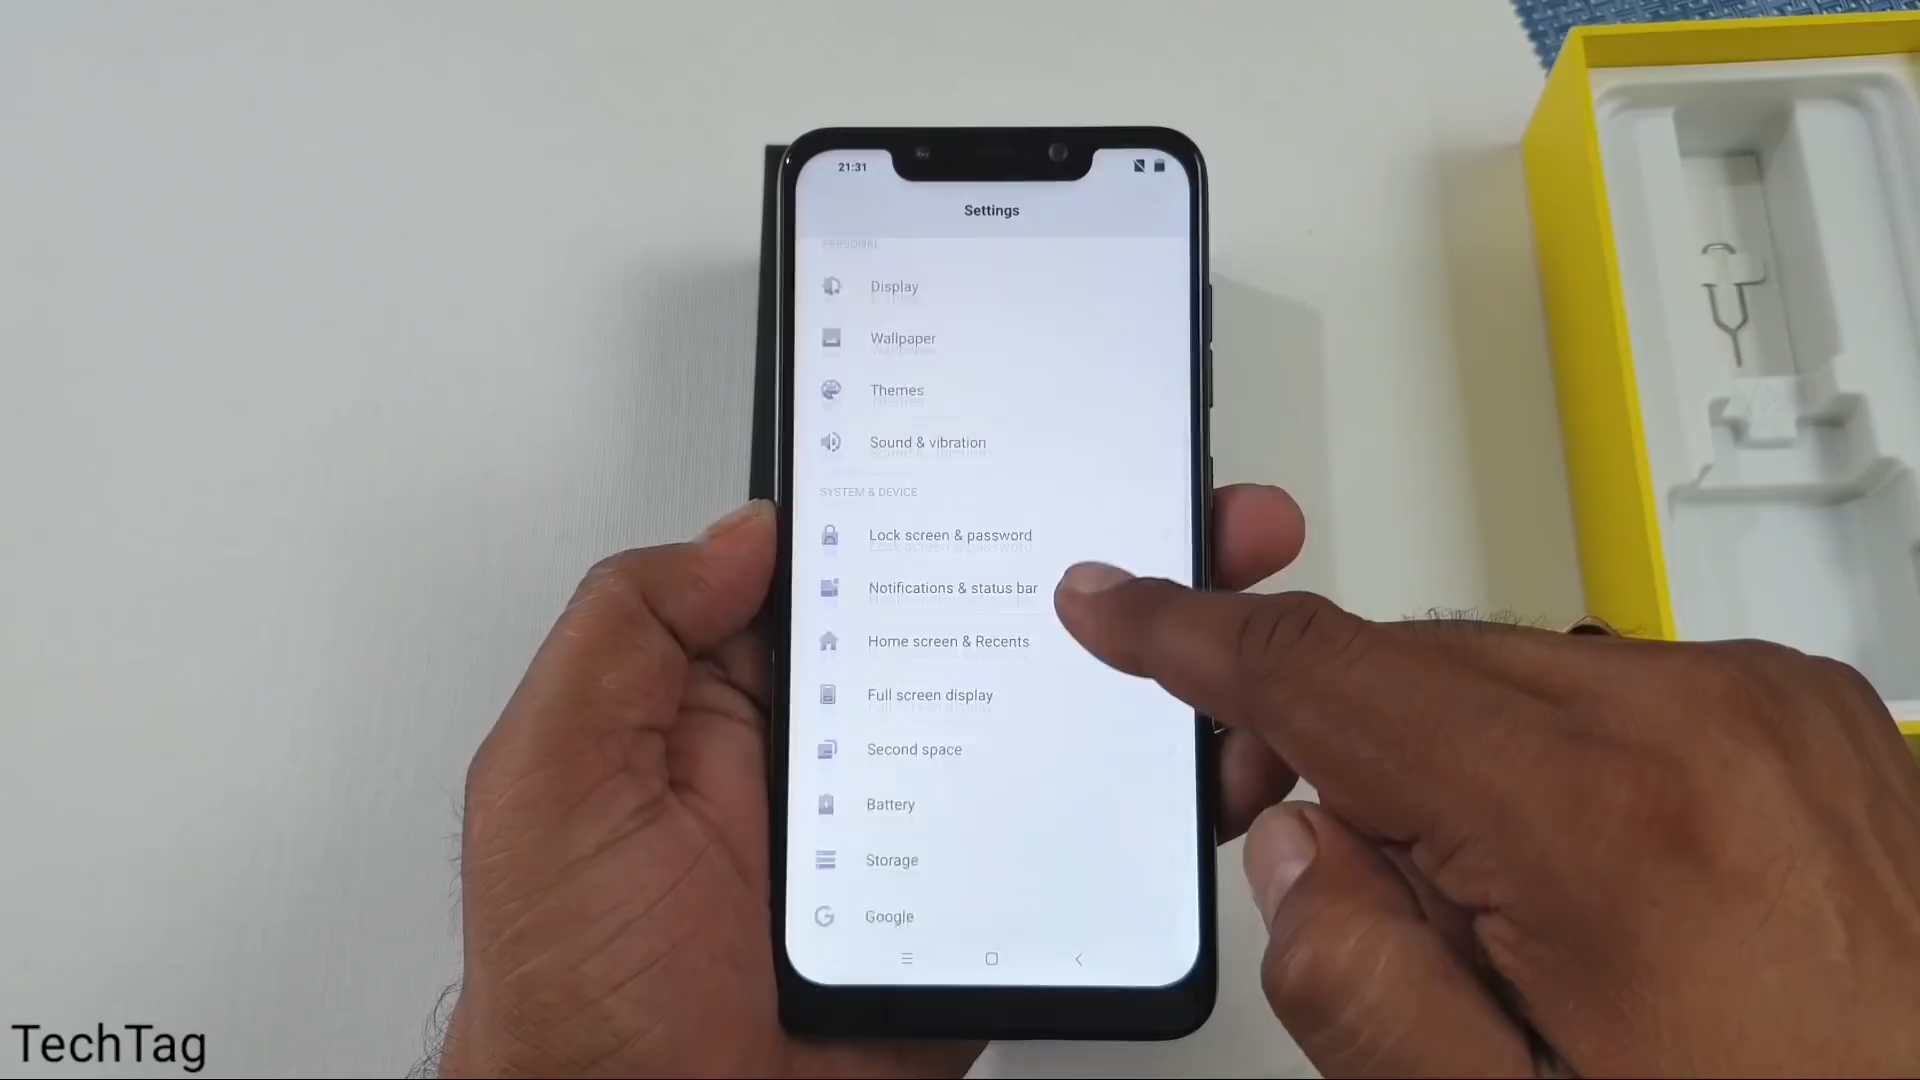 21:31
Settings
PERSONAL
Display
Wallpaper
Themes
Sound & vibration
SYSTEM & DEVICE
Lock screen & password
Notifications & status bar
Home screen & Recents
Full screen display
Second space
Battery
Storage
Google
TechTag